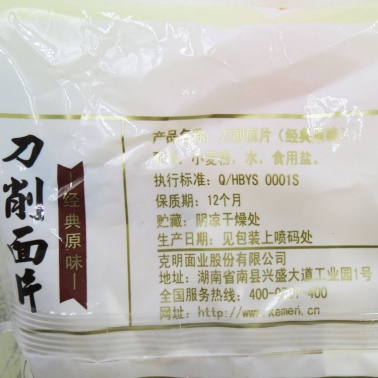 刀削面片
经典原味
产品名称：刀削面片（经典原味）
配料：小麦粉，水，食用盐。
执行标准：Q/HBYS 0001S
保质期：12个月
贮藏：阴凉干燥处
生产日期：见包装上喷码处
克明面业股份有限公司
地址：湖南省南县兴盛大道工业园1号
全国服务热线：400-
网址：http://www.kemen.cn